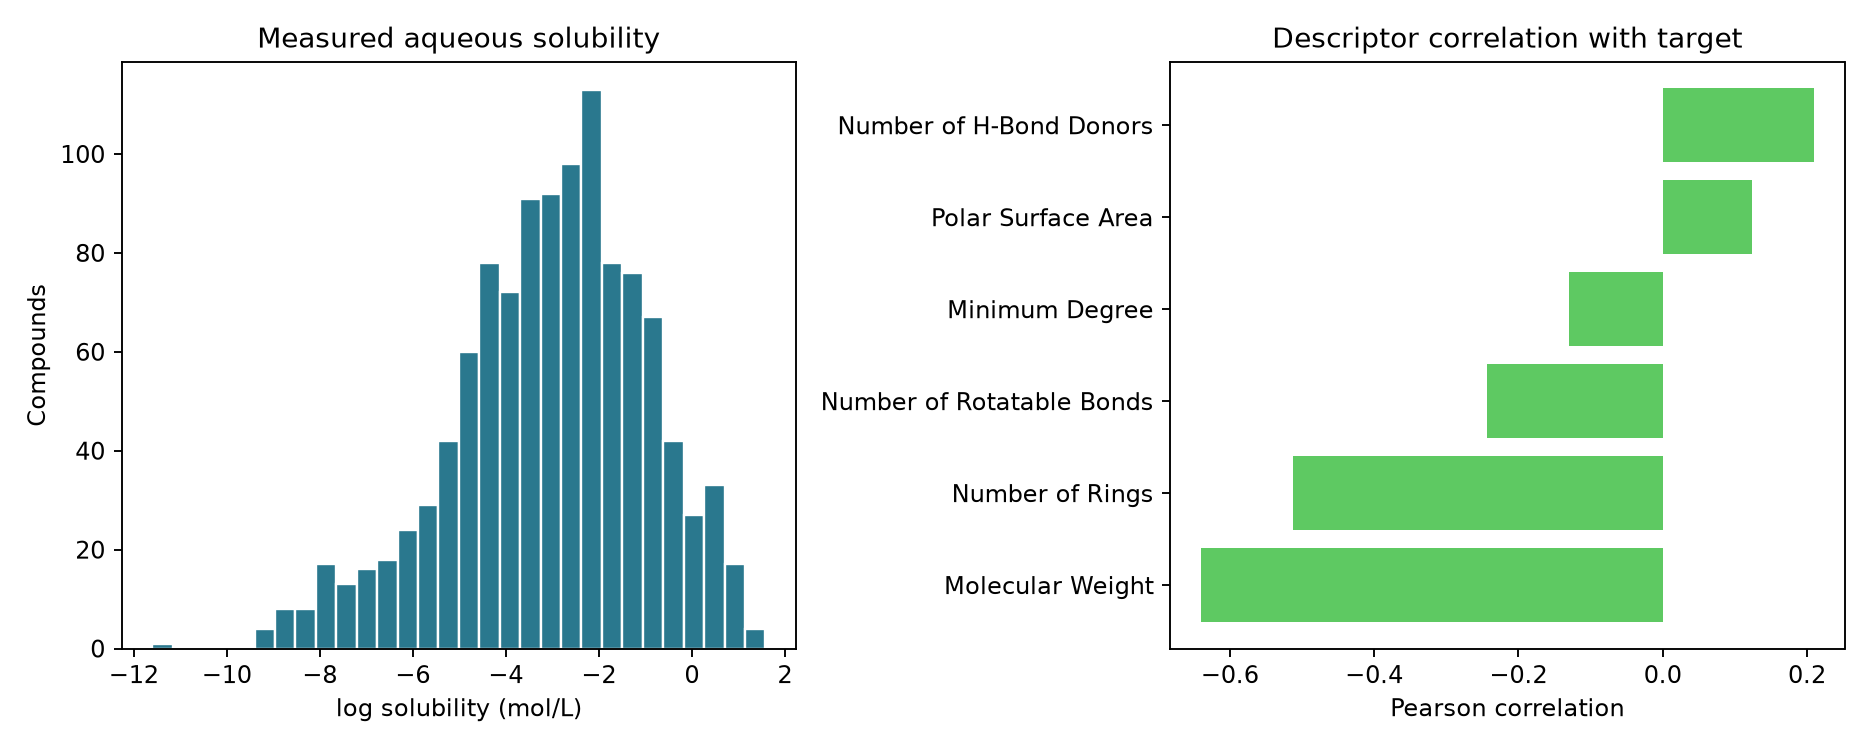 Measured aqueous solubility
Compounds
100
80
60
40
20
0
−12 −10 −8 −6 −4 −2 0 2
log solubility (mol/L)
Descriptor correlation with target
Number of H-Bond Donors
Polar Surface Area
Minimum Degree
Number of Rotatable Bonds
Number of Rings
Molecular Weight
−0.6 −0.4 −0.2 0.0 0.2
Pearson correlation